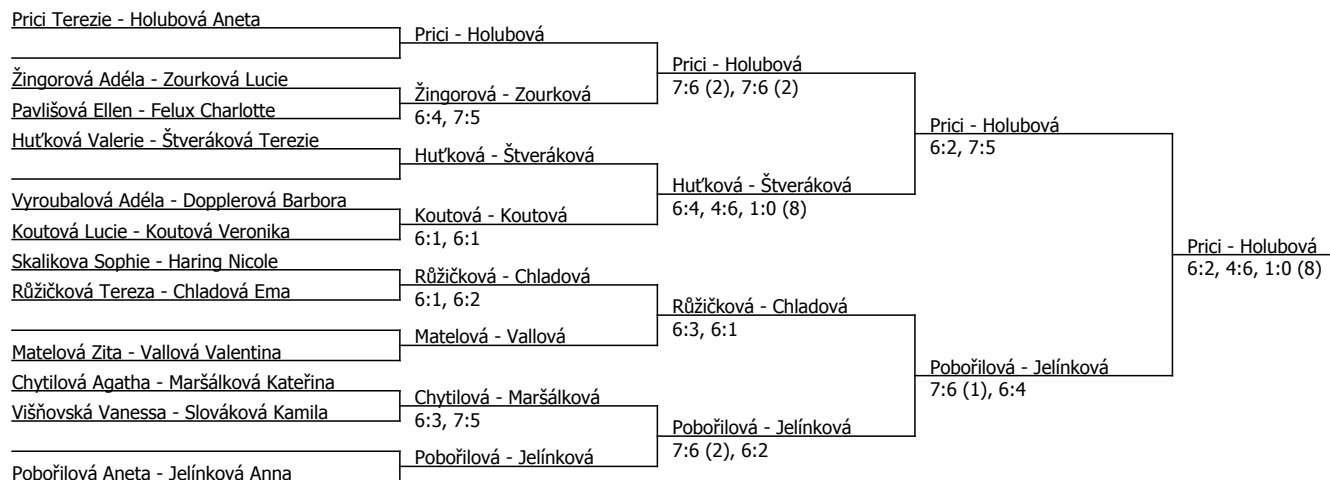 Prici Terezie - Holubová Aneta
Žingorová Adéla - Zourková Lucie
Pavlišová Ellen - Felux Charlotte
Huťková Valerie - Štveráková Terezie
Vyroubalová Adéla - Dopplerová Barbora
Koutová Lucie - Koutová Veronika
Skalikova Sophie - Haring Nicole
Růžičková Tereza - Chladová Ema
Matelová Zita - Vallová Valentina
Chytilová Agatha - Maršálková Kateřina
Višňovská Vanessa - Slováková Kamila
Pobořilová Aneta - Jelínková Anna
Prici - Holubová
Žingorová - Zourková
6:4, 7:5
Huťková - Štveráková
Koutová - Koutová
6:1, 6:1
Růžičková - Chladová
6:1, 6:2
Matelová - Vallová
Chytilová - Maršálková
6:3, 7:5
Pobořilová - Jelínková
Prici - Holubová
7:6 (2), 7:6 (2)
Huťková - Štveráková
6:4, 4:6, 1:0 (8)
Růžičková - Chladová
6:3, 6:1
Pobořilová - Jelínková
7:6 (2), 6:2
Prici - Holubová
6:2, 7:5
Pobořilová - Jelínková
7:6 (1), 6:4
Prici - Holubová
6:2, 4:6, 1:0 (8)